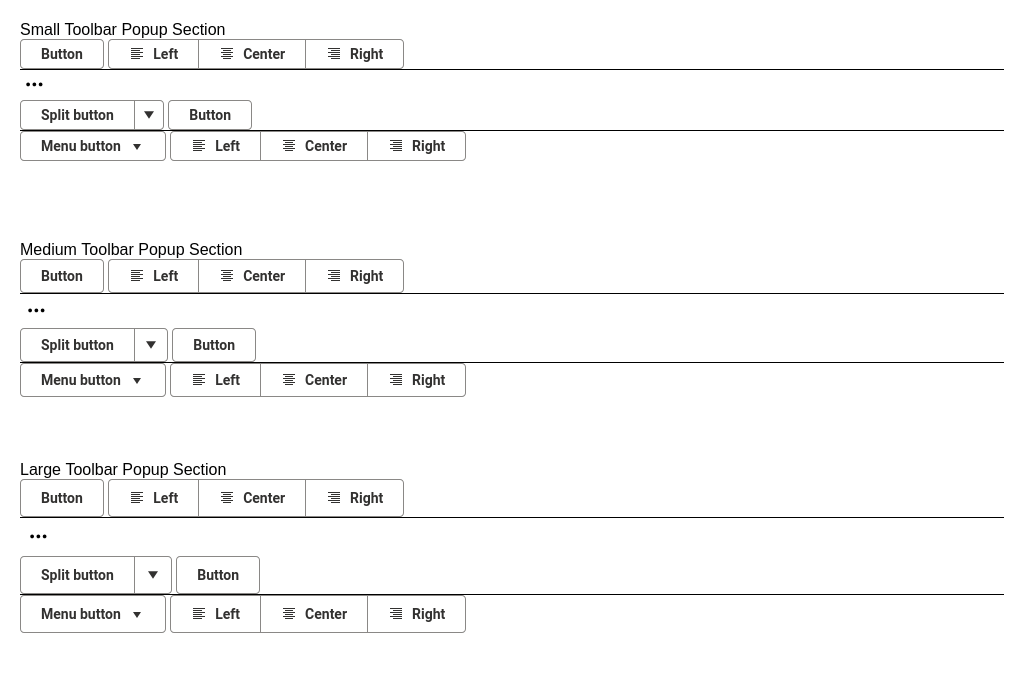 Small Toolbar Popup Section
Button Left Center Right
•••
Split button Button
Menu button Left Center Right
Medium Toolbar Popup Section
Button Left Center Right
•••
Split button Button
Menu button Left Center Right
Large Toolbar Popup Section
Button Left Center Right
•••
Split button Button
Menu button Left Center Right